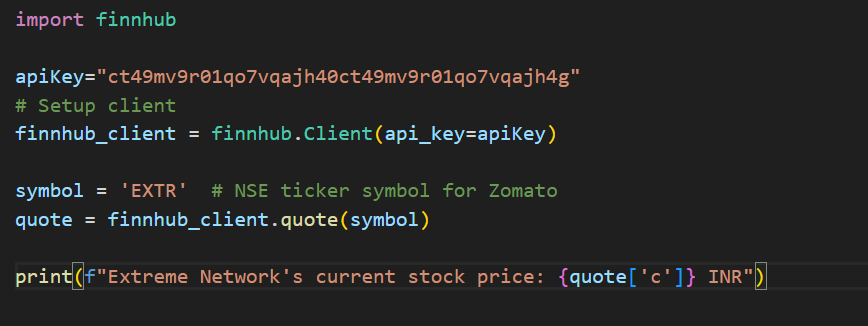 import finnhub
apiKey="ct49mv9r01qo7vqajh40ct49mv9r01qo7vqajh4g"
# Setup client
finnhub_client = finnhub.Client(api_key=apiKey)
symbol = 'EXTR'  # NSE ticker symbol for Zomato
quote = finnhub_client.quote(symbol)
print(f"Extreme Network's current stock price: {quote['c']} INR")